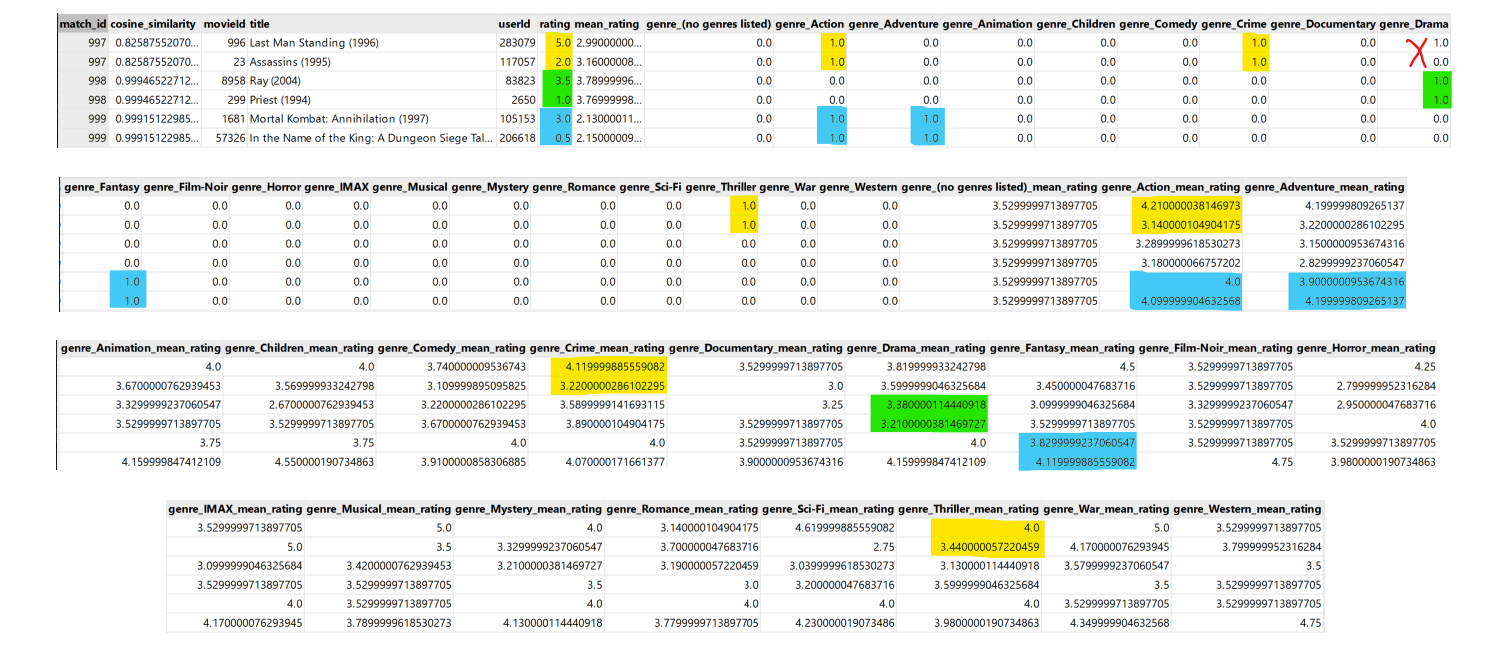 match_id cosine_similarity movieId title userId rating mean_rating genre_(no genres listed) genre_Action genre_Adventure genre_Animation genre_Children genre_Comedy genre_Crime genre_Documentary genre_Drama
997 0.82587552070... 996 Last Man Standing (1996) 283079 5.0 2.99000000... 0.0 1.0 0.0 0.0 0.0 0.0 1.0 0.0 1.0
997 0.82587552070... 23 Assassins (1995) 117057 2.0 3.16000008... 0.0 1.0 0.0 0.0 0.0 0.0 1.0 0.0 0.0
998 0.99946522712... 8958 Ray (2004) 83823 3.5 3.78999996... 0.0 0.0 0.0 0.0 0.0 0.0 0.0 0.0 1.0
998 0.99946522712... 299 Priest (1994) 2650 1.0 3.76999998... 0.0 0.0 0.0 0.0 0.0 0.0 0.0 0.0 1.0
999 0.99915122985... 1681 Mortal Kombat: Annihilation (1997) 105153 3.0 2.13000011... 0.0 1.0 1.0 0.0 0.0 0.0 0.0 0.0 0.0
999 0.99915122985... 57326 In the Name of the King: A Dungeon Siege Tal... 206618 0.5 2.15000009... 0.0 1.0 1.0 0.0 0.0 0.0 0.0 0.0 0.0
genre_Fantasy genre_Film-Noir genre_Horror genre_IMAX genre_Musical genre_Mystery genre_Romance genre_Sci-Fi genre_Thriller genre_War genre_Western genre_(no genres listed)_mean_rating genre_Action_mean_rating genre_Adventure_mean_rating
0.0 0.0 0.0 0.0 0.0 0.0 0.0 0.0 1.0 0.0 0.0 3.5299999713897705 4.210000038146973 4.199999809265137
0.0 0.0 0.0 0.0 0.0 0.0 0.0 0.0 1.0 0.0 0.0 3.5299999713897705 3.140000104904175 3.2200000286102295
0.0 0.0 0.0 0.0 0.0 0.0 0.0 0.0 0.0 0.0 0.0 3.5299999713897705 3.2899999618530273 3.1500000953674316
0.0 0.0 0.0 0.0 0.0 0.0 0.0 0.0 0.0 0.0 0.0 3.5299999713897705 3.180000066757202 2.8299999237060547
1.0 0.0 0.0 0.0 0.0 0.0 0.0 0.0 0.0 0.0 0.0 3.5299999713897705 4.0 3.9000000953674316
1.0 0.0 0.0 0.0 0.0 0.0 0.0 0.0 0.0 0.0 0.0 3.5299999713897705 4.099999904632568 4.199999809265137
genre_Animation_mean_rating genre_Children_mean_rating genre_Comedy_mean_rating genre_Crime_mean_rating genre_Documentary_mean_rating genre_Drama_mean_rating genre_Fantasy_mean_rating genre_Film-Noir_mean_rating genre_Horror_mean_rating
4.0 4.0 3.740000009536743 4.119999885559082 3.5299999713897705 3.819999933242798 4.5 3.5299999713897705 4.25
3.6700000762939453 3.569999933242798 3.109999895095825 3.2200000286102295 3.0 3.5999999046325684 3.450000047683716 3.5299999713897705 2.799999952316284
3.3299999237060547 2.6700000762939453 3.2200000286102295 3.5899999141693115 3.25 3.380000114440918 3.0999999046325684 3.3299999237060547 2.950000047683716
3.5299999713897705 3.5299999713897705 3.6700000762939453 3.890000104904175 3.5299999713897705 3.2100000381469727 3.5299999713897705 3.5299999713897705 4.0
3.75 3.75 4.0 4.0 3.5299999713897705 4.0 3.8299999237060547 3.5299999713897705 3.5299999713897705
4.159999847412109 4.550000190734863 3.9100000858306885 4.070000171661377 3.9000000953674316 4.159999847412109 4.119999885559082 4.75 3.9800000190734863
genre_IMAX_mean_rating genre_Musical_mean_rating genre_Mystery_mean_rating genre_Romance_mean_rating genre_Sci-Fi_mean_rating genre_Thriller_mean_rating genre_War_mean_rating genre_Western_mean_rating
3.5299999713897705 5.0 4.0 3.140000104904175 4.619999885559082 4.0 5.0 3.5299999713897705
5.0 3.5 3.3299999237060547 3.700000047683716 2.75 3.440000057220459 4.170000076293945 3.799999952316284
3.0999999046325684 3.4200000762939453 3.2100000381469727 3.190000057220459 3.0399999618530273 3.130000114440918 3.5799999237060547 3.5
3.5299999713897705 3.5299999713897705 3.5 3.0 3.200000047683716 3.5999999046325684 3.5 3.5299999713897705
4.0 3.5299999713897705 4.0 4.0 4.0 4.0 3.5299999713897705 3.5299999713897705
4.170000076293945 3.7899999618530273 4.130000114440918 3.7799999713897705 4.230000019073486 3.9800000190734863 4.349999904632568 4.75